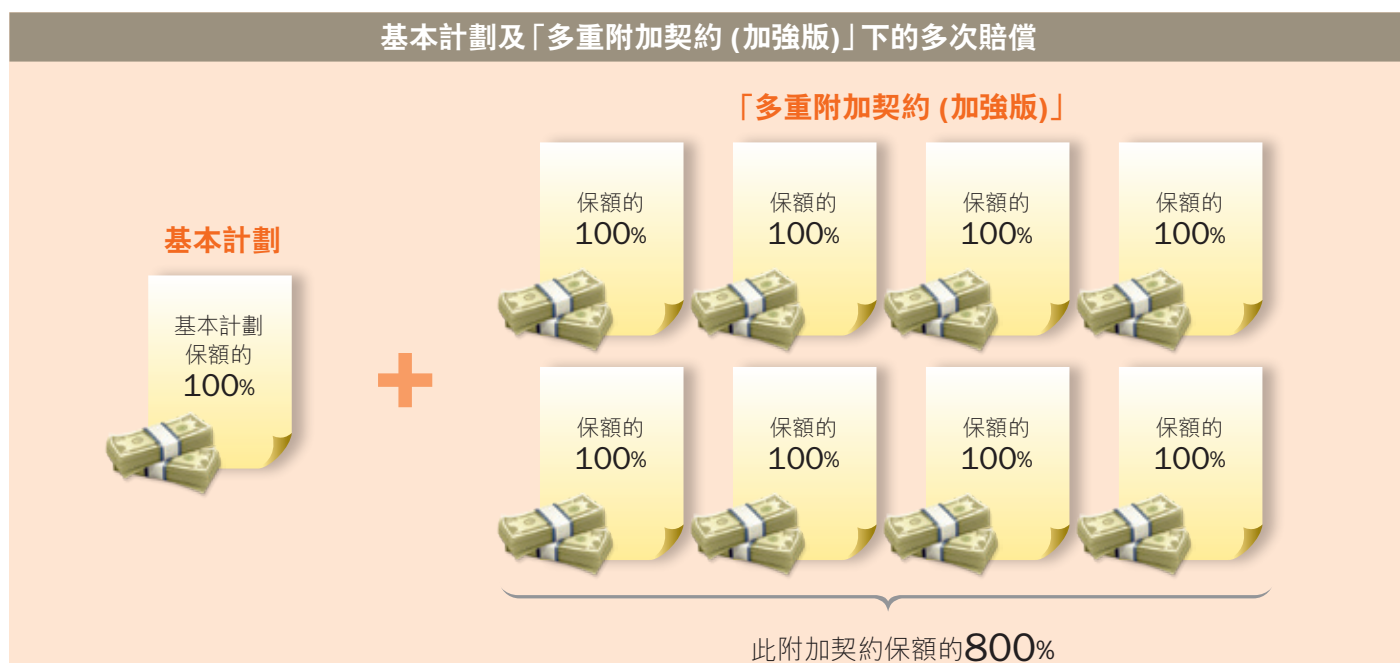 基本計劃及「多重附加契約 (加強版)」下的多次賠償
「多重附加契約 (加強版)」
基本計劃
基本計劃
保額的
100%
保額的
100%
保額的
100%
保額的
100%
保額的
100%
保額的
100%
保額的
100%
保額的
100%
保額的
100%
此附加契約保額的800%